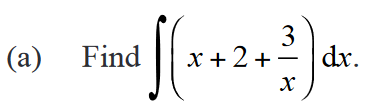 (a) Find ∫(x + 2 + 3/x) dx.